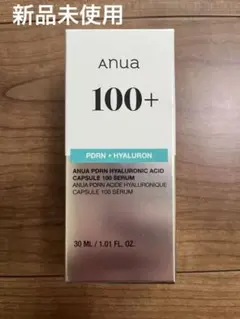 新品未使用
Anua
100+
PDRN + HYALURON
ANUA PDRN HYALURONIC ACID
CAPSULE 100 SERUM
ANUA PDRN ACIDE HYALURONIQUE
CAPSULE 100 SÉRUM
30 ML / 1.01 FL. OZ.